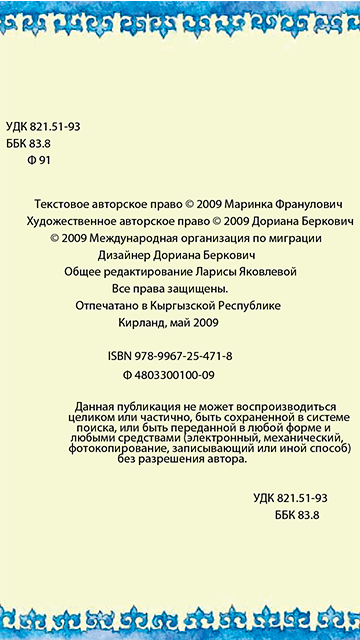 УДК 821.51-93
ББК 83.8
Ф 91
Текстовое авторское право © 2009 Маринка Франулович
Художественное авторское право © 2009 Дориана Беркович
© 2009 Международная организация по миграции
Дизайнер Дориана Беркович
Общее редактирование Ларисы Яковлевой
Все права защищены.
Отпечатано в Кыргызской Республике
Кирланд, май 2009
ISBN 978-9967-25-471-8
Ф 4803300100-09
Данная публикация не может воспроизводиться
целиком или частично, быть сохраненной в системе
поиска, или быть переданной в любой форме и
любыми средствами (электронный, механический,
фотокопирование, записывающий или иной способ)
без разрешения автора.
УДК 821.51-93
ББК 83.8